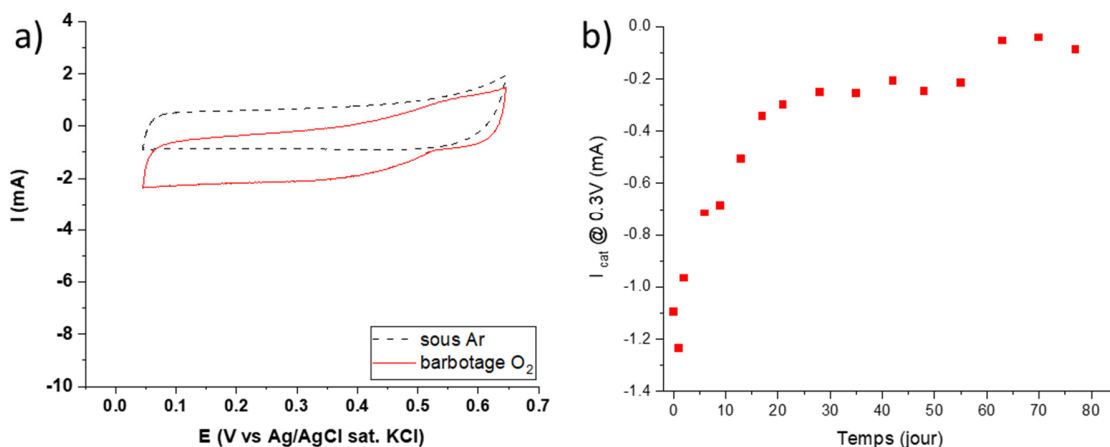 a)
4
2
0
-2
-4
-6
-8
-10
I (mA)
0.0 0.1 0.2 0.3 0.4 0.5 0.6 0.7
E (V vs Ag/AgCl sat. KCl)
sous Ar
barbotage O2
b)
0.0
-0.2
-0.4
-0.6
-0.8
-1.0
-1.2
-1.4
I cat @ 0.3V (mA)
0 10 20 30 40 50 60 70 80
Temps (jour)